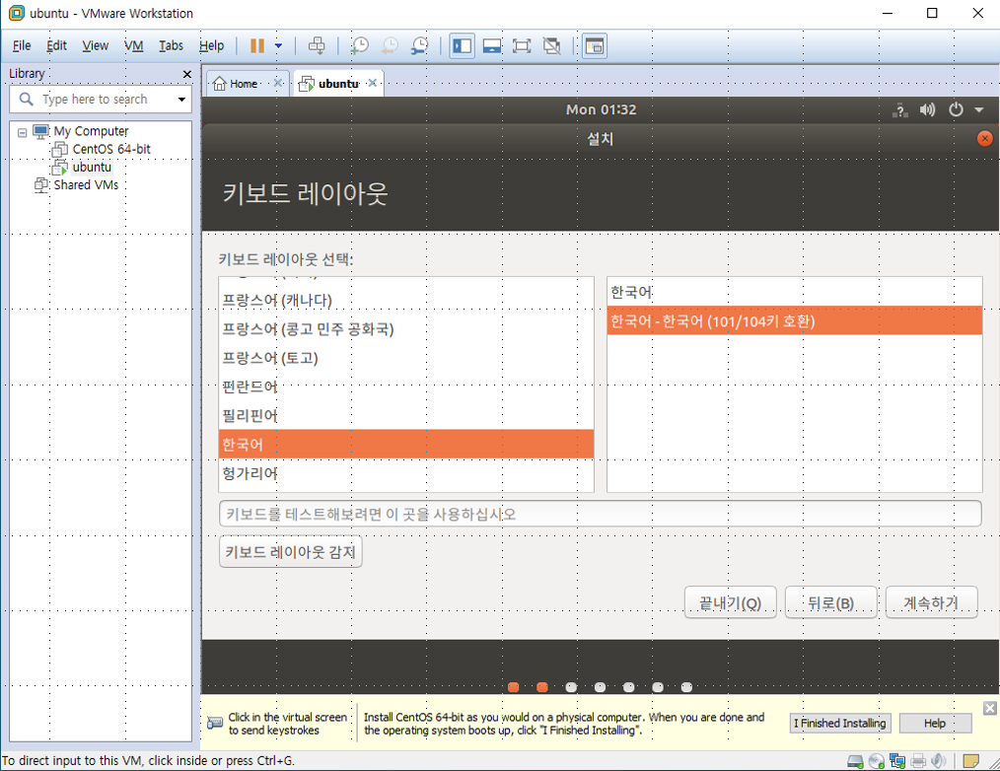 ubuntu - VMware Workstation
File Edit View VM Tabs Help
Library
Type here to search
My Computer
CentOS 64-bit
ubuntu
Shared VMs
Home
ubuntu
Mon 01:32
설치
키보드 레이아웃
키보드 레이아웃 선택:
프랑스어 (캐나다)
프랑스어 (콩고 민주 공화국)
프랑스어 (토고)
핀란드어
필리핀어
한국어
헝가리어
한국어
한국어 - 한국어 (101/104키 호환)
키보드를 테스트해보려면 이 곳을 사용하십시오
키보드 레이아웃 감지
끝내기(Q)
뒤로(B)
계속하기
Click in the virtual screen
to send keystrokes
Install CentOS 64-bit as you would on a physical computer. When you are done and
the operating system boots up, click "I Finished Installing".
I Finished Installing
Help
To direct input to this VM, click inside or press Ctrl+G.